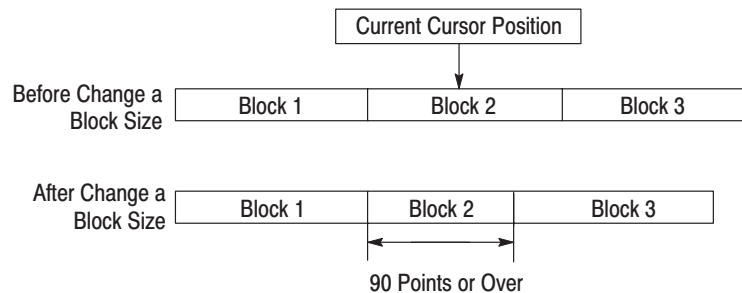 Current Cursor Position
Before Change a
Block Size
Block 1
Block 2
Block 3
After Change a
Block Size
Block 1
Block 2
Block 3
90 Points or Over